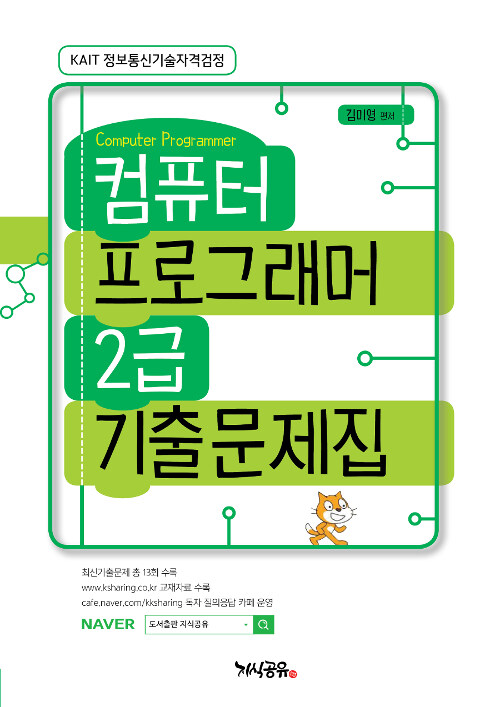 KAIT 정보통신기술자격검정
김미영 편저
Computer Programmer
컴퓨터
프로그래머
2급
기출문제집
최신기출문제 총 13회 수록
www.ksharing.co.kr 교재자료 수록
cafe.naver.com/kksharing 독자 질의응답 카페 운영
NAVER 도서출판 지식공유
지식공유